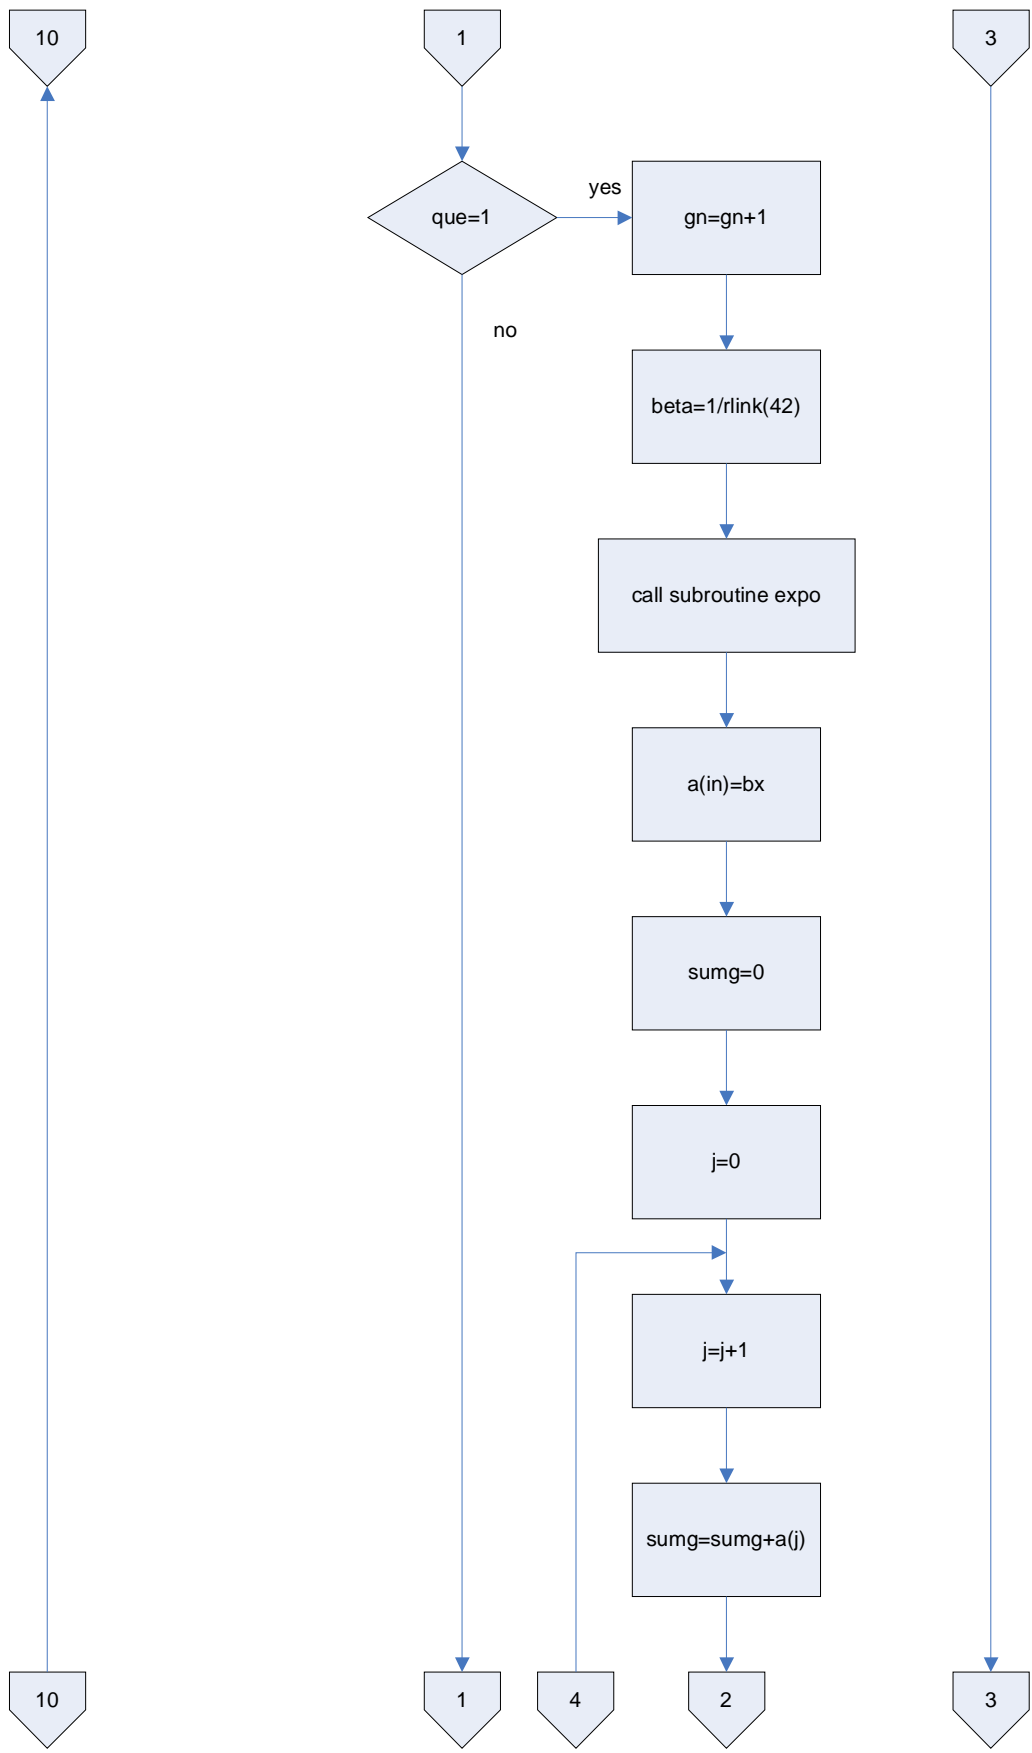 10
1
3
que=1
yes
gn=gn+1
no
beta=1/rlink(42)
call subroutine expo
a(in)=bx
sumg=0
j=0
j=j+1
sumg=sumg+a(j)
10
1
4
2
3